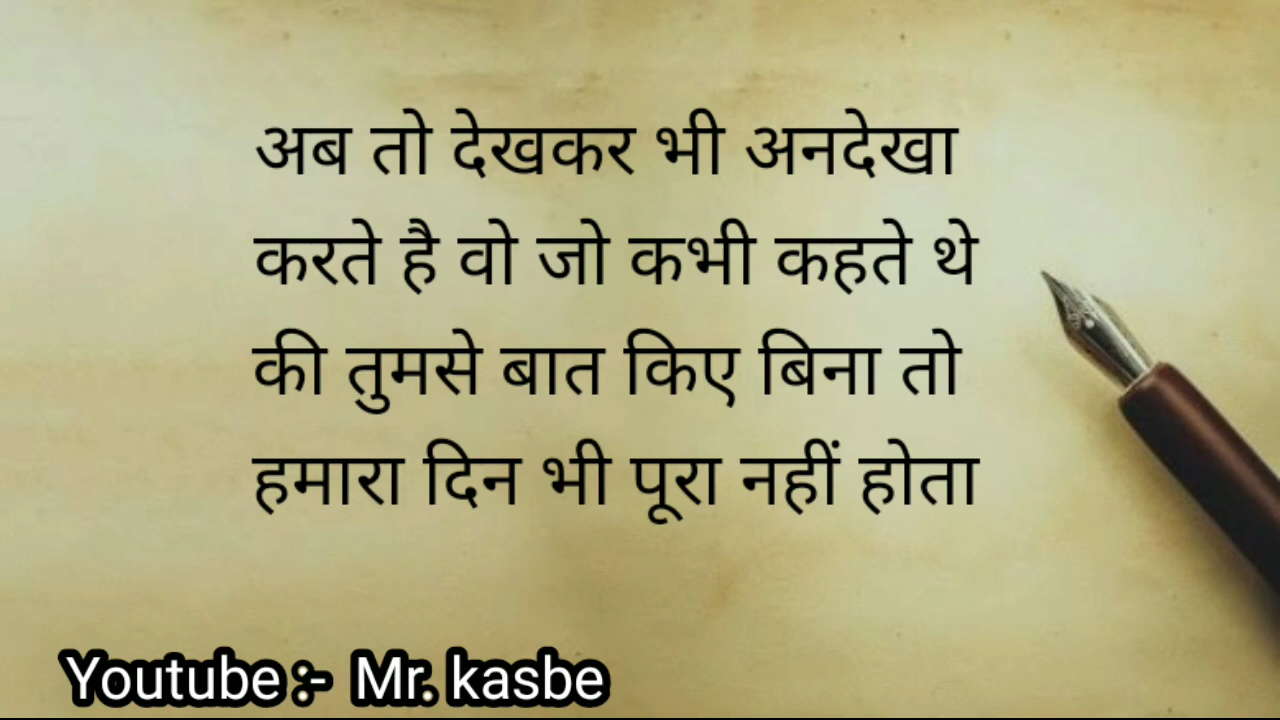 अब तो देखकर भी अनदेखा
करते है वो जो कभी कहते थे
की तुमसे बात किए बिना तो
हमारा दिन भी पूरा नहीं होता
Youtube :- Mr. kasbe